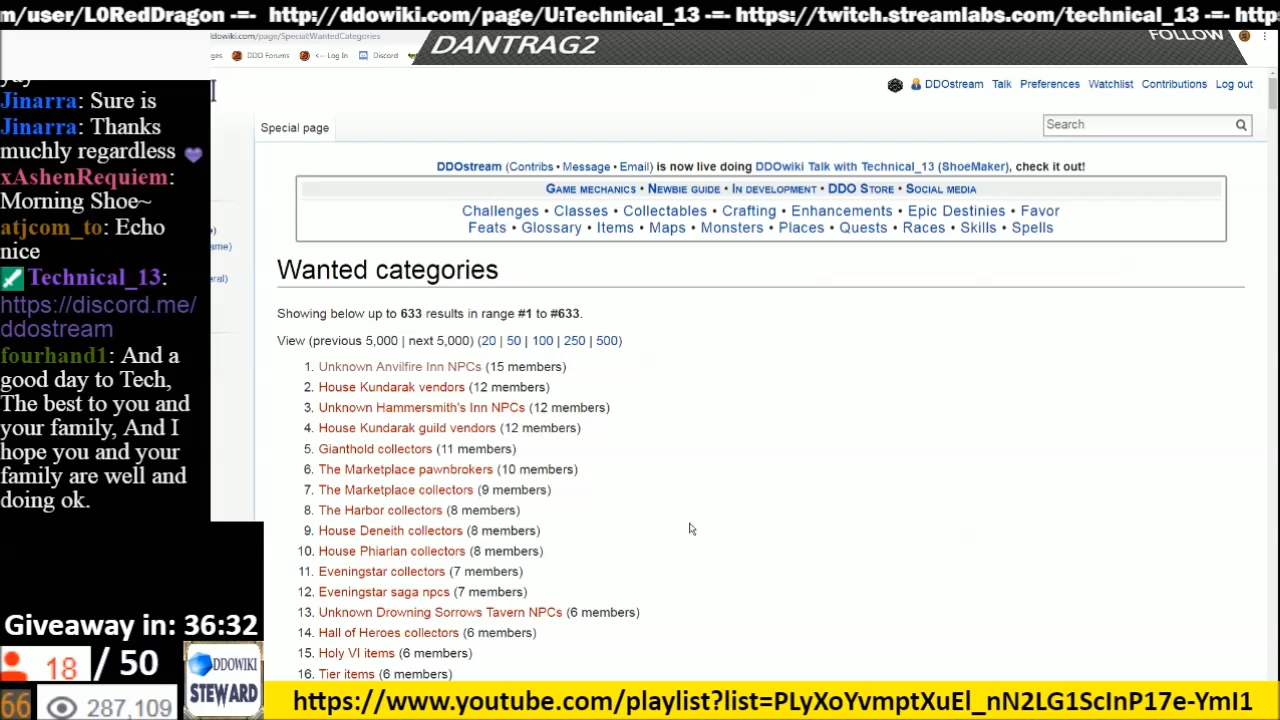 m/user/L0RedDragon -=- http://ddowiki.com/page/U:Technical_13 -=- https://twitch.streamlabs.com/technical_13 -=- http
dowiki.com/page/Special:WantedCategories
DANTRAG2
FOLLOW
ges DDO Forums <-- Log In Discord
yay
Jinarra: Sure is
Jinarra: Thanks
muchly regardless
xAshenRequiem:
Morning Shoe~
atjcom_to: Echo
nice
Technical_13:
https://discord.me/
ddostream
fourhand1: And a
good day to Tech,
The best to you and
your family, And I
hope you and your
family are well and
doing ok.
DDOstream Talk Preferences Watchlist Contributions Log out
Special page
Search
DDOstream (Contribs • Message • Email) is now live doing DDOwiki Talk with Technical_13 (ShoeMaker), check it out!
GAME MECHANICS • NEWBIE GUIDE • IN DEVELOPMENT • DDO STORE • SOCIAL MEDIA
Challenges • Classes • Collectables • Crafting • Enhancements • Epic Destinies • Favor
Feats • Glossary • Items • Maps • Monsters • Places • Quests • Races • Skills • Spells
ame)
eral)
Wanted categories
Showing below up to 633 results in range #1 to #633.
View (previous 5,000 | next 5,000) (20 | 50 | 100 | 250 | 500)
1. Unknown Anvilfire Inn NPCs (15 members)
2. House Kundarak vendors (12 members)
3. Unknown Hammersmith's Inn NPCs (12 members)
4. House Kundarak guild vendors (12 members)
5. Gianthold collectors (11 members)
6. The Marketplace pawnbrokers (10 members)
7. The Marketplace collectors (9 members)
8. The Harbor collectors (8 members)
9. House Deneith collectors (8 members)
10. House Phiarlan collectors (8 members)
11. Eveningstar collectors (7 members)
12. Eveningstar saga npcs (7 members)
13. Unknown Drowning Sorrows Tavern NPCs (6 members)
14. Hall of Heroes collectors (6 members)
15. Holy VI items (6 members)
16. Tier items (6 members)
Giveaway in: 36:32
18 / 50
66 287,109
DDOWIKI
STEWARD
https://www.youtube.com/playlist?list=PLyXoYvmptXuEl_nN2LG1ScInP17e-YmI1